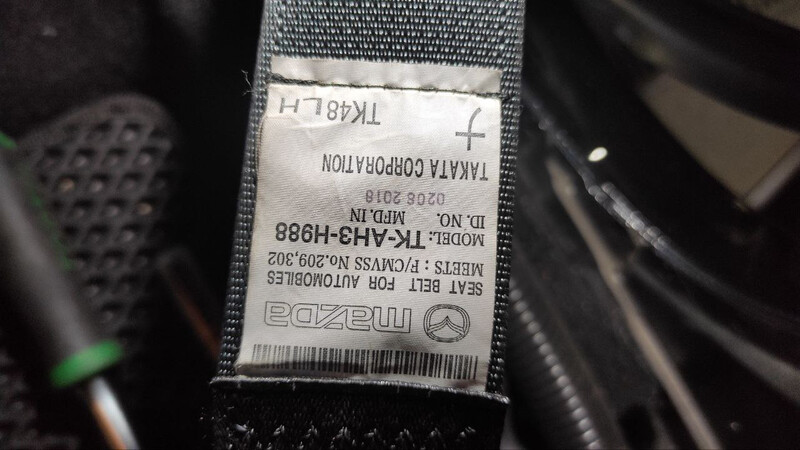 mazda
SEAT BELT FOR AUTOMOBILES
MEETS : F/CMVSS No.209,302
MODEL: TK-AH3-H988
ID. NO. MFD. IN
0208 2018
TAKATA CORPORATION
ナ TK48LH